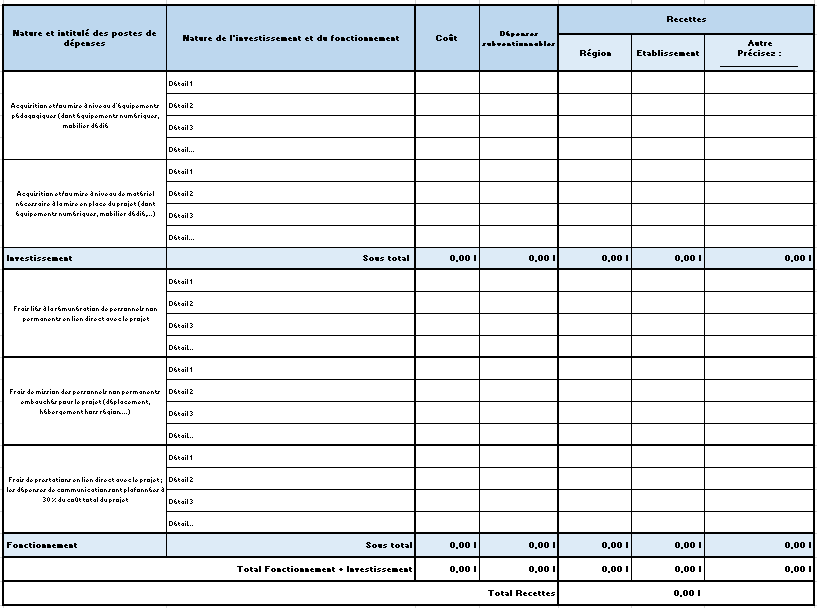 Nature et intitulé des postes de
dépenses
Nature de l'investissement et du fonctionnement
Coût
Dépenses
subventionnables
Recettes
Région
Etablissement
Autre
Précisez :
Acquisition et/ou mise à niveau d'équipements
pédagogiques (dont équipements numériques,
mobilier dédié
Détail 1
Détail 2
Détail 3
Détail...
Acquisition et/ou mise à niveau de matériel
nécessaire à la mise en place du projet (dont
équipements numériques, mobilier dédié,...)
Détail 1
Détail 2
Détail 3
Détail...
Investissement Sous total 0,00 I 0,00 I 0,00 I 0,00 I 0,00 I
Frais liés à la rémunération de personnels non
permanents en lien direct avec le projet
Détail 1
Détail 2
Détail 3
Détail...
Frais de mission des personnels non permanents
embauchés pour le projet (déplacement,
hébergement hors région....)
Détail 1
Détail 2
Détail 3
Détail...
Frais de prestations en lien direct avec le projet ;
les dépenses de communication sont plafonnées à
30 % du coût total du projet
Détail 1
Détail 2
Détail 3
Détail...
Fonctionnement Sous total 0,00 I 0,00 I 0,00 I 0,00 I 0,00 I
Total Fonctionnement + Investissement 0,00 I 0,00 I 0,00 I 0,00 I 0,00 I
Total Recettes 0,00 I